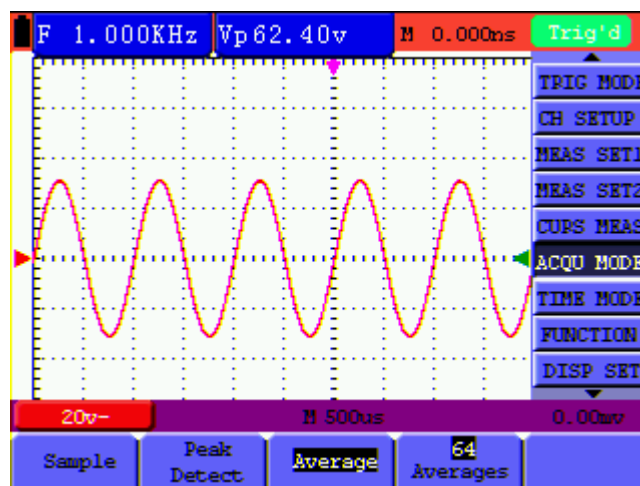 F 1.000KHz
Vp62.40v
M 0.000ns
Trig'd
TRIG MODE
CH SETUP
MEAS SET1
MEAS SET2
CURS MEAS
ACQU MODE
TIME MODE
FUNCTION
DISP SET
20v~
M 500us
0.00mv
Sample
Peak
Detect
Average
64
Averages